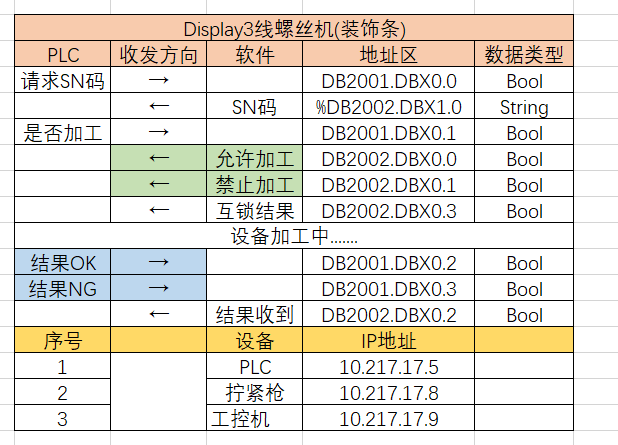 Display3线螺丝机(装饰条)
PLC 收发方向 软件 地址区 数据类型
请求SN码 → DB2001.DBX0.0 Bool
← SN码 %DB2002.DBX1.0 String
是否加工 → DB2001.DBX0.1 Bool
← 允许加工 DB2002.DBX0.0 Bool
← 禁止加工 DB2002.DBX0.1 Bool
← 互锁结果 DB2002.DBX0.3 Bool
设备加工中.......
结果OK → DB2001.DBX0.2 Bool
结果NG → DB2001.DBX0.3 Bool
← 结果收到 DB2002.DBX0.2 Bool
序号 设备 IP地址
1 PLC 10.217.17.5
2 拧紧枪 10.217.17.8
3 工控机 10.217.17.9